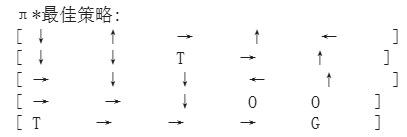 π*最佳策略:
[ ↓ ↑ → ↑ ← ]
[ ↓ ↓ T → ↑ ]
[ → ↓ ↓ ← ↑ ]
[ → → ↓ O O ]
[ T → → → G ]